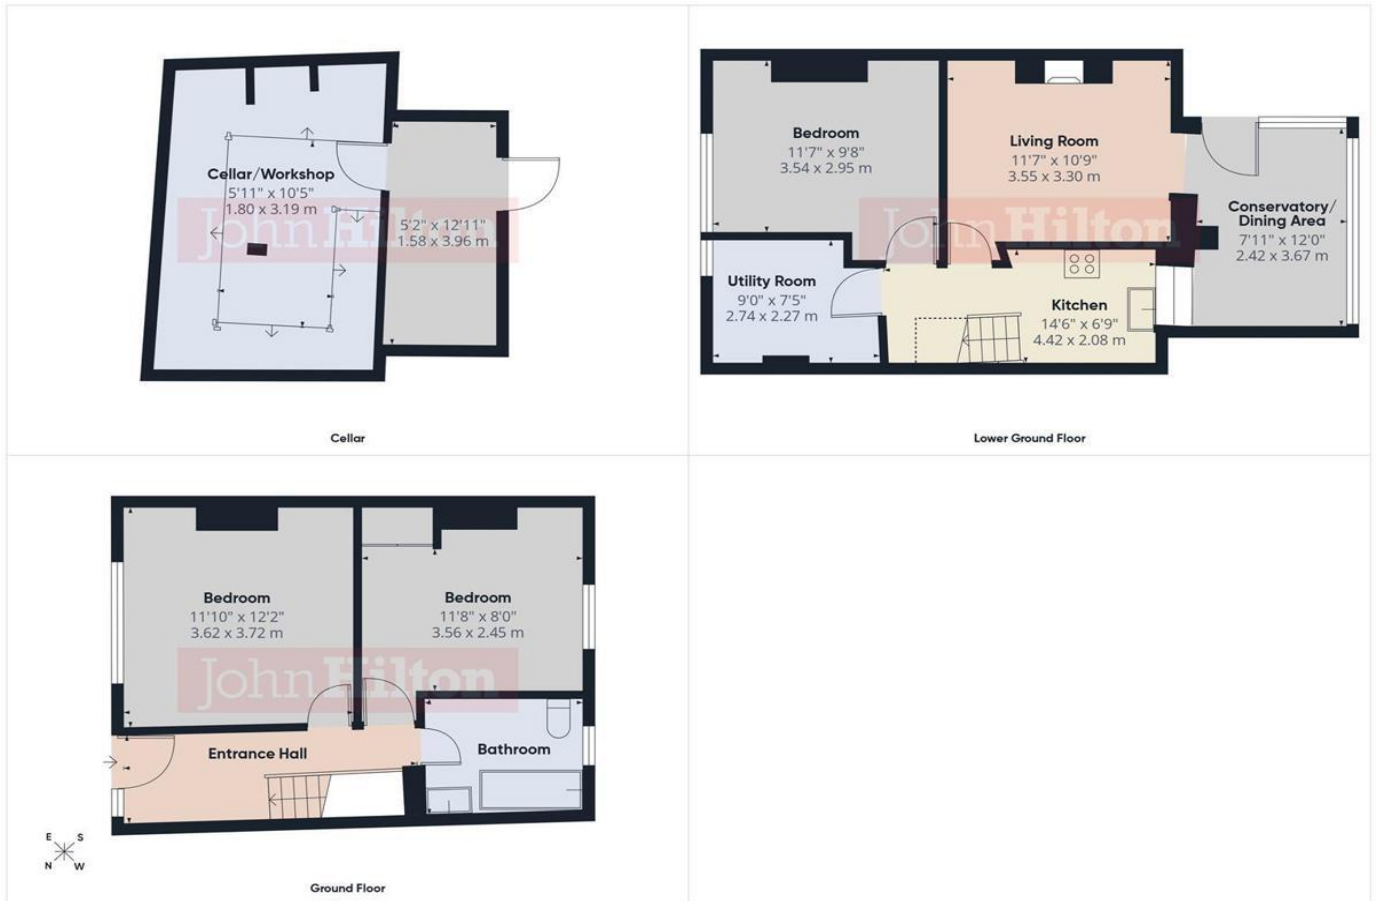 Cellar/Workshop
5'11" x 10'5"
1.80 x 3.19 m
5'2" x 12'11"
1.58 x 3.96 m
John Hilton
Cellar
Bedroom
11'7" x 9'8"
3.54 x 2.95 m
Living Room
11'7" x 10'9"
3.55 x 3.30 m
Conservatory/
Dining Area
7'11" x 12'0"
2.42 x 3.67 m
Utility Room
9'0" x 7'5"
2.74 x 2.27 m
Kitchen
14'6" x 6'9"
4.42 x 2.08 m
John Hilton
Lower Ground Floor
Bedroom
11'10" x 12'2"
3.62 x 3.72 m
Bedroom
11'8" x 8'0"
3.56 x 2.45 m
John Hilton
Entrance Hall
Bathroom
E S
N W
Ground Floor